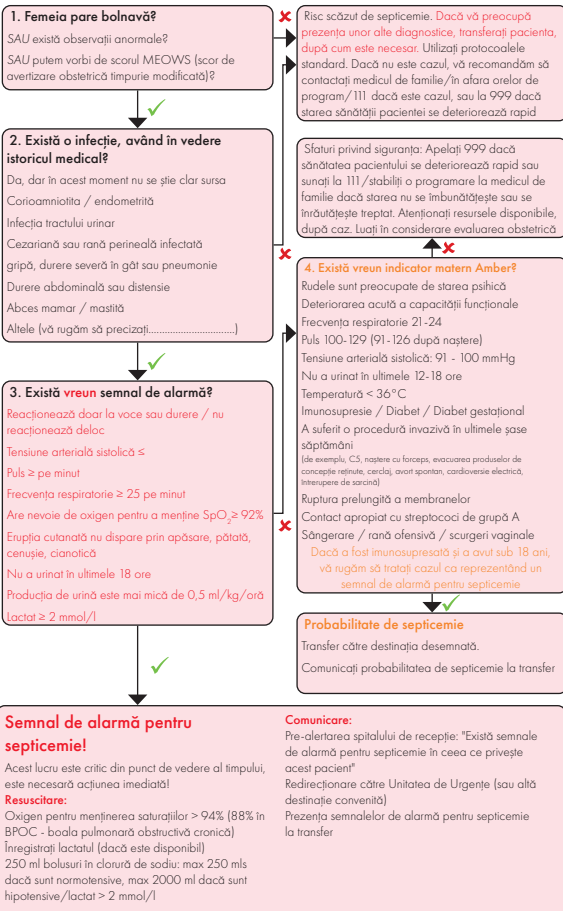 1. Femeia pare bolnavă?
SAU există observații anormale?
SAU putem vorbi de scorul MEOWS (scor de
avertizare obstetrică timpurie modificată)?
Risc scăzut de septicemie. Dacă vă preocupă
prezența unor alte diagnostice, transferați pacienta,
după cum este necesar. Utilizați protocoalele
standard. Dacă nu este cazul, vă recomandăm să
contactați medicul de familie/în afara orelor de
program/111 dacă este cazul, sau la 999 dacă
starea sănătății pacientei se deteriorează rapid
2. Există o infecție, având în vedere
istoricul medical?
Da, dar în acest moment nu se știe clar sursa
Corioamniotita / endometrită
Infecția tractului urinar
Cezariană sau rană perineală infectată
gripă, durere severă în gât sau pneumonie
Durere abdominală sau distensie
Abces mamar / mastită
Altele (vă rugăm să precizați.................................)
Sfaturi privind siguranța: Apelați 999 dacă
sănătatea pacientului se deteriorează rapid sau
sunați la 111/stabiliți o programare la medicul de
familie dacă starea nu se îmbunătățește sau se
înrăutățește treptat. Atenționați resursele disponibile,
după caz. Luați în considerare evaluarea obstetrică
3. Există vreun semnal de alarmă?
Reacționează doar la voce sau durere / nu
reacționează deloc
Tensiune arterială sistolică ≤
Puls ≥ pe minut
Frecvența respiratorie ≥ 25 pe minut
Are nevoie de oxigen pentru a menține SpO₂≥ 92%
Erupția cutanată nu dispare prin apăsare, pătată,
cenușie, cianotică
Nu a urinat în ultimele 18 ore
Producția de urină este mai mică de 0,5 ml/kg/oră
Lactat ≥ 2 mmol/l
4. Există vreun indicator matern Amber?
Rudele sunt preocupate de starea psihică
Deteriorarea acută a capacității funcționale
Frecvența respiratorie 21-24
Puls 100-129 (91-126 după naștere)
Tensiune arterială sistolică: 91 - 100 mmHg
Nu a urinat în ultimele 12-18 ore
Temperatură < 36°C
Imunosupresie / Diabet / Diabet gestațional
A suferit o procedură invazivă în ultimele șase
săptămâni
(de exemplu, CS, naștere cu forceps, evacuarea produselor de
concepție reținute, cerclaj, avort spontan, cardioversie electrică,
întrerupere de sarcină)
Ruptura prelungită a membranelor
Contact apropiat cu streptococi de grupă A
Sângerare / rană ofensivă / scurgeri vaginale
Dacă a fost imunosupresată și a avut sub 18 ani,
vă rugăm să tratați cazul ca reprezentând un
semnal de alarmă pentru septicemie
Probabilitate de septicemie
Transfer către destinația desemnată.
Comunicați probabilitatea de septicemie la transfer
Semnal de alarmă pentru
septicemie!
Acest lucru este critic din punct de vedere al timpului,
este necesară acțiunea imediată!
Resuscitare:
Oxigen pentru menținerea saturațiilor > 94% (88% în
BPOC - boala pulmonară obstructivă cronică)
Înregistrați lactatul (dacă este disponibil)
250 ml bolusuri în clorură de sodiu: max 250 mls
dacă sunt normotensive, max 2000 ml dacă sunt
hipotensive/lactat > 2 mmol/l
Comunicare:
Pre-alertarea spitalului de recepție: "Există semnale
de alarmă pentru septicemie în ceea ce privește
acest pacient"
Redirecționare către Unitatea de Urgențe (sau altă
destinație convenită)
Prezența semnalelor de alarmă pentru septicemie
la transfer